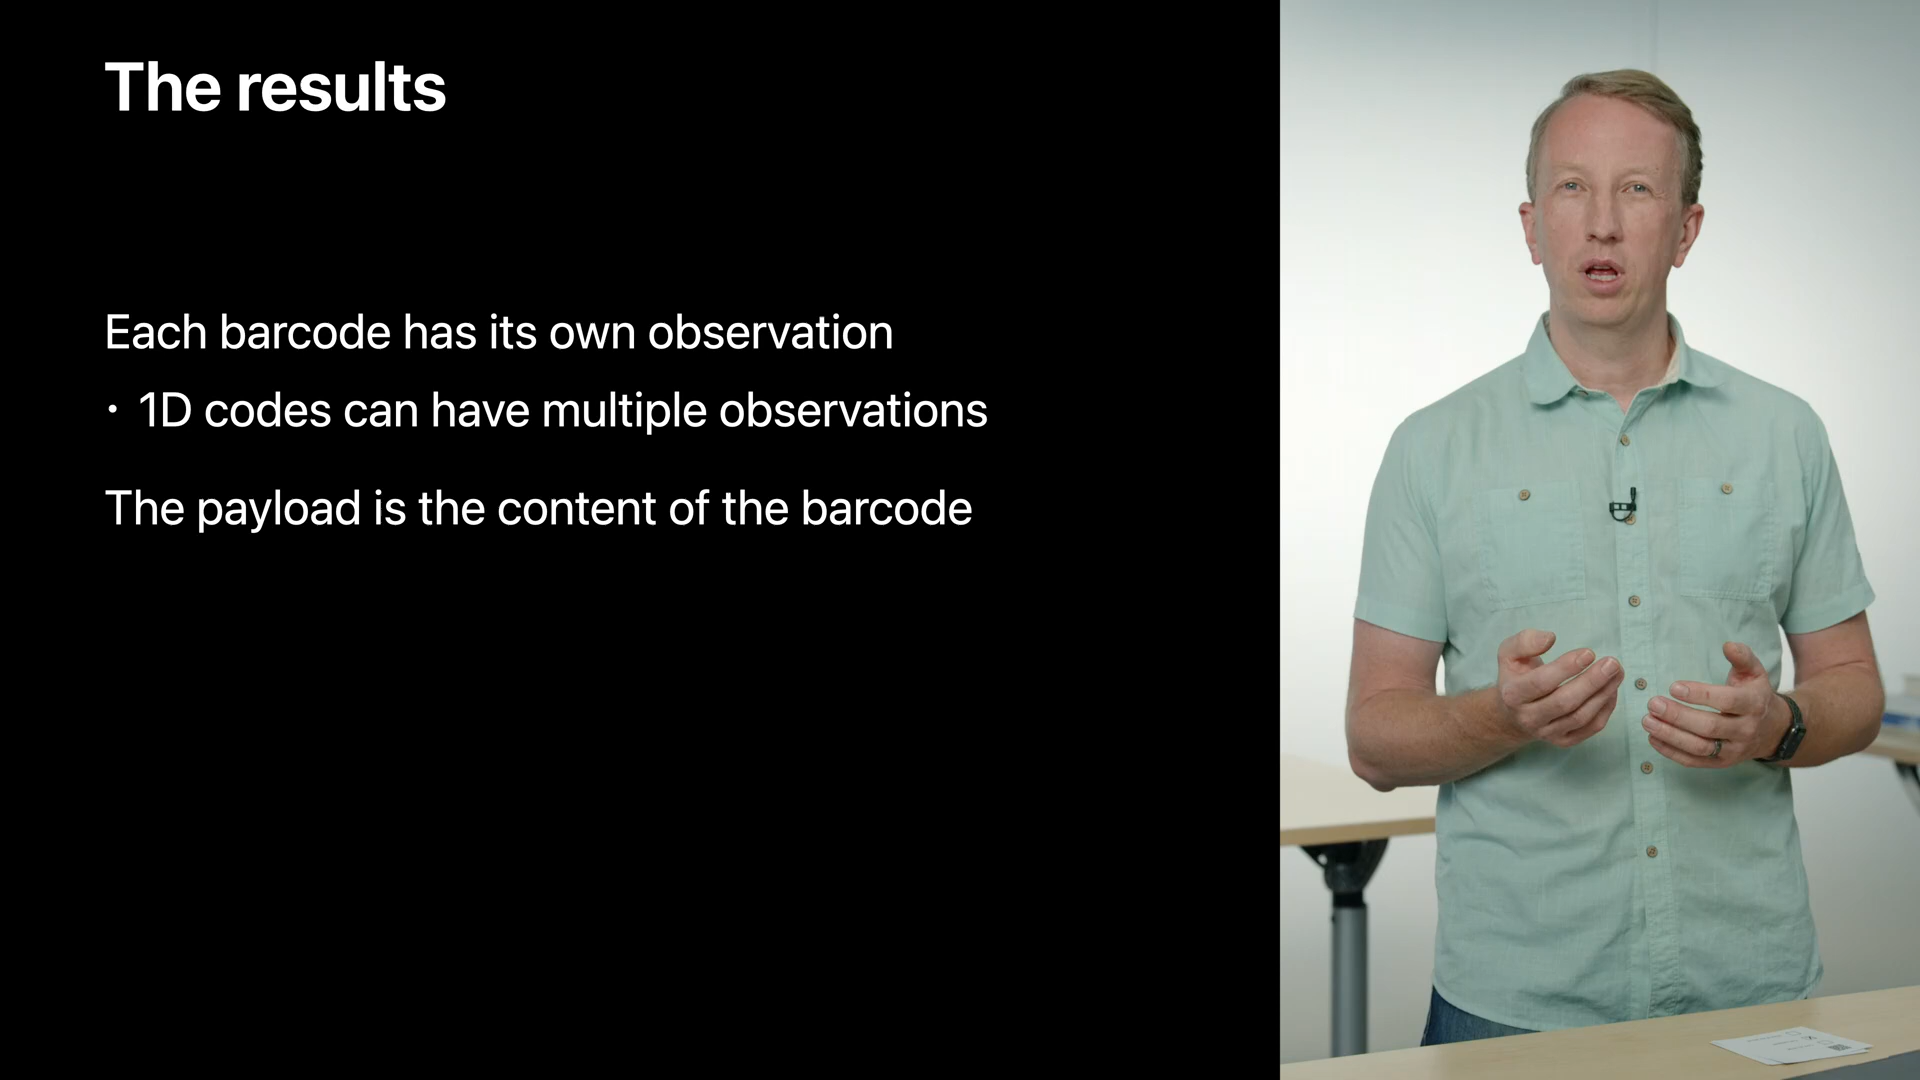 The results
Each barcode has its own observation
• 1D codes can have multiple observations
The payload is the content of the barcode